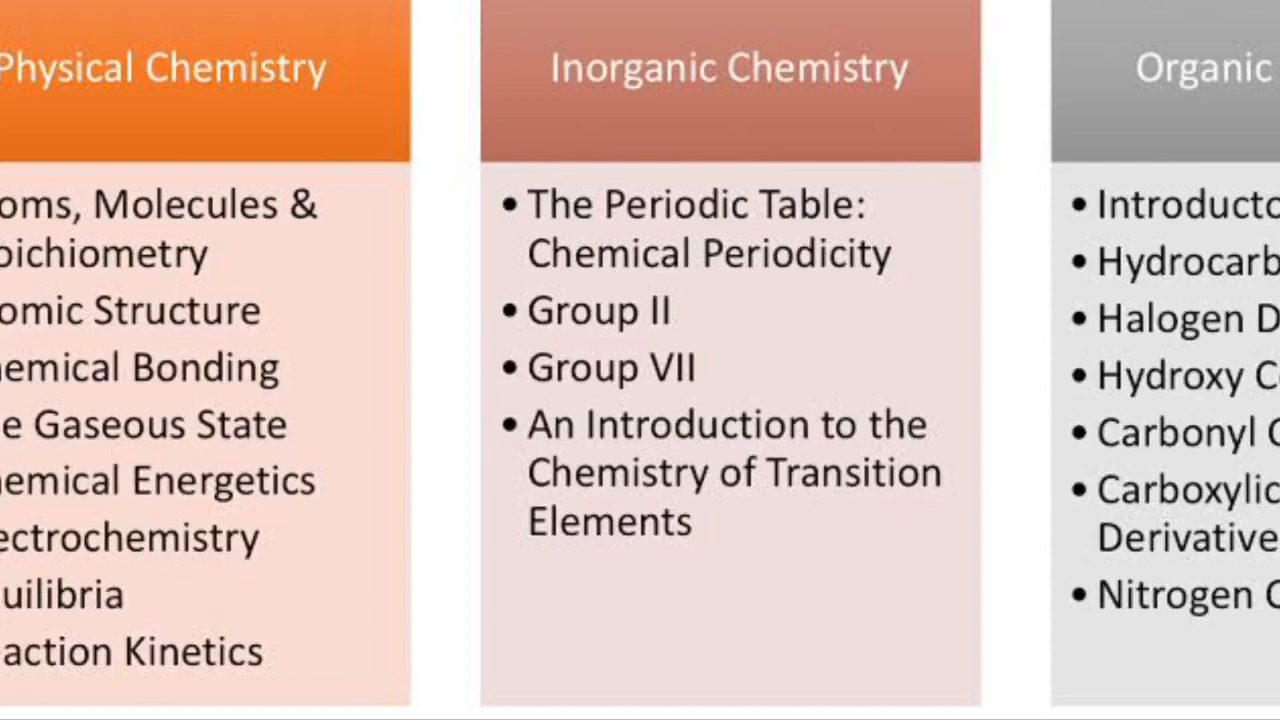 Physical Chemistry
oms, Molecules &
oichiometry
omic Structure
emical Bonding
e Gaseous State
emical Energetics
ectrochemistry
uilibria
action Kinetics
Inorganic Chemistry
• The Periodic Table:
Chemical Periodicity
• Group II
• Group VII
• An Introduction to the
Chemistry of Transition
Elements
Organic
• Introducto
• Hydrocarb
• Halogen D
• Hydroxy C
• Carbonyl C
• Carboxylic
Derivative
• Nitrogen C